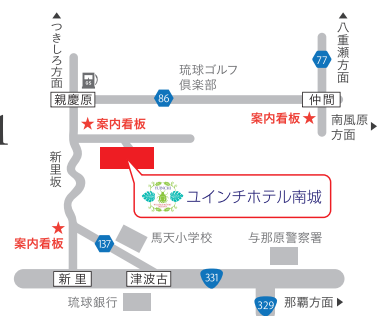 ▲つきしろ方面
▲八重瀬方面
77
琉球ゴルフ
倶楽部
親慶原
86
仲間
★案内看板
案内看板★
南風原
方面▶
1
新里坂
YUINCHI
ユインチホテル南城
★
案内看板
137
馬天小学校
与那原警察署
新里
津波古
331
琉球銀行
329
那覇方面▶